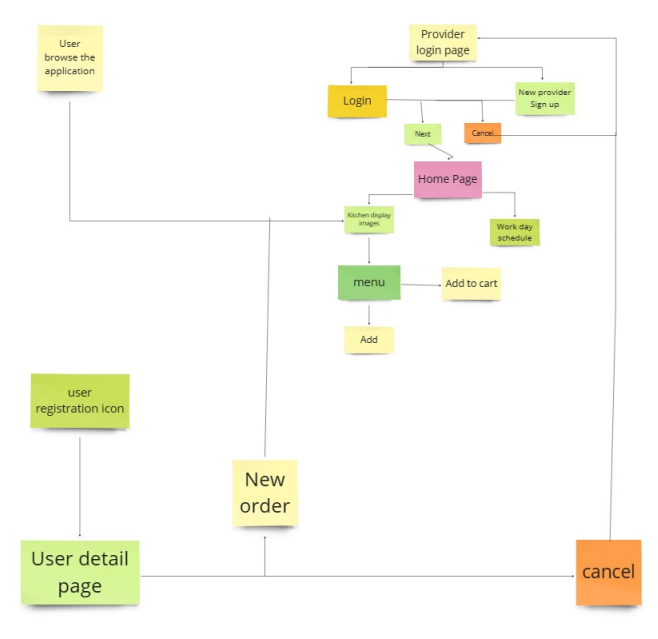 User
browse the
application
Provider
login page
Login
New provider
Sign up
Next
Cancel
Home Page
Kitchen display
images
Work day
schedule
menu
Add to cart
Add
user
registration icon
New
order
User detail
page
cancel